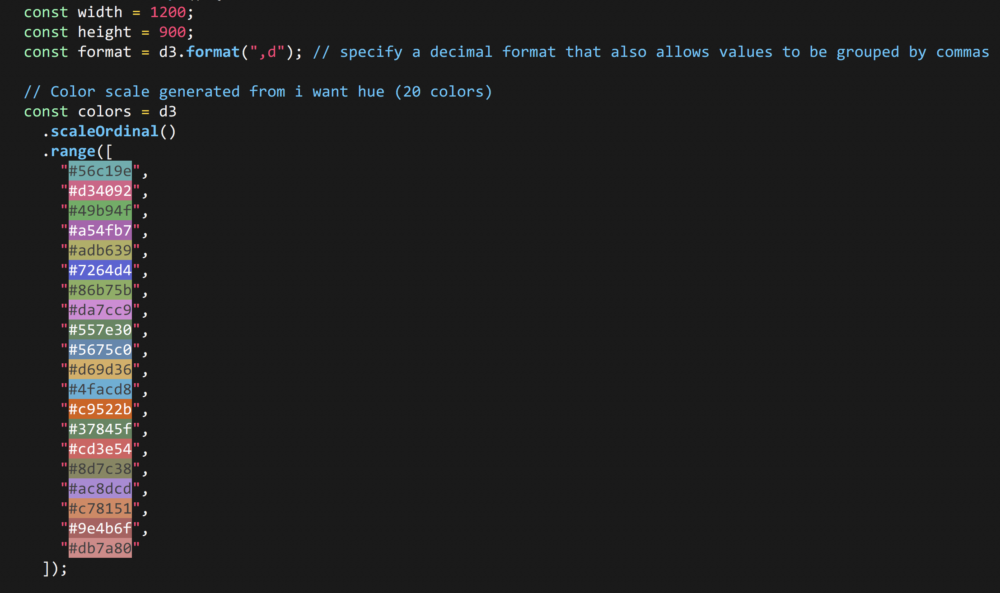 const width = 1200;
const height = 900;
const format = d3.format(",d"); // specify a decimal format that also allows values to be grouped by commas
// Color scale generated from i want hue (20 colors)
const colors = d3
.scaleOrdinal()
.range([
"#56c19e",
"#d34092",
"#49b94f",
"#a54fb7",
"#adb639",
"#7264d4",
"#86b75b",
"#da7cc9",
"#557e30",
"#5675c0",
"#d69d36",
"#4facd8",
"#c9522b",
"#37845f",
"#cd3e54",
"#8d7c38",
"#ac8dcd",
"#c78151",
"#9e4b6f",
"#db7a80"
]);